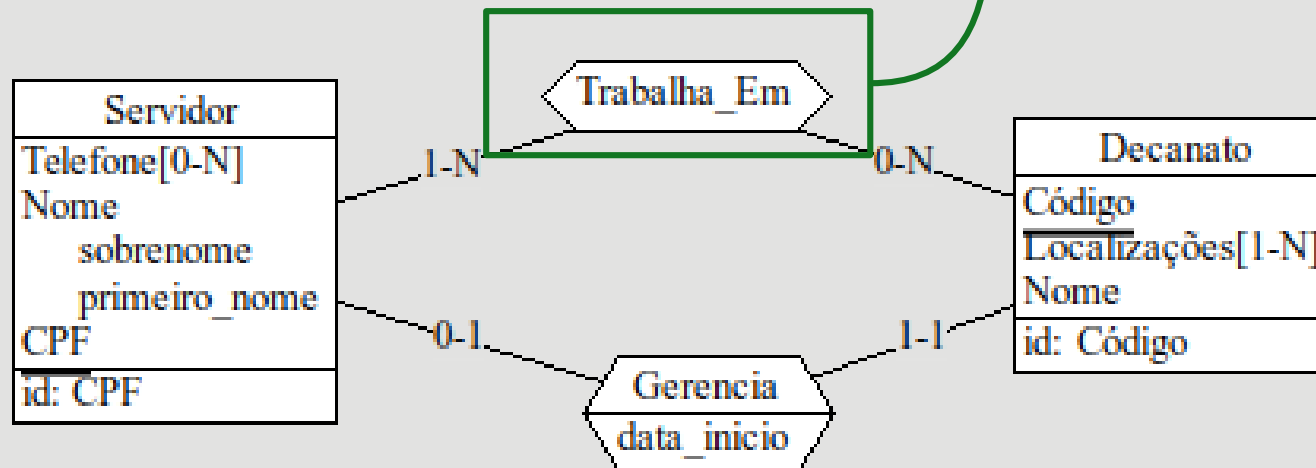 Trabalha_Em
Servidor
Telefone[0-N]
Nome
sobrenome
primeiro_nome
CPF
id: CPF
1-N
0-N
Decanato
Código
Localizações[1-N]
Nome
id: Código
0-1
1-1
Gerencia
data_inicio